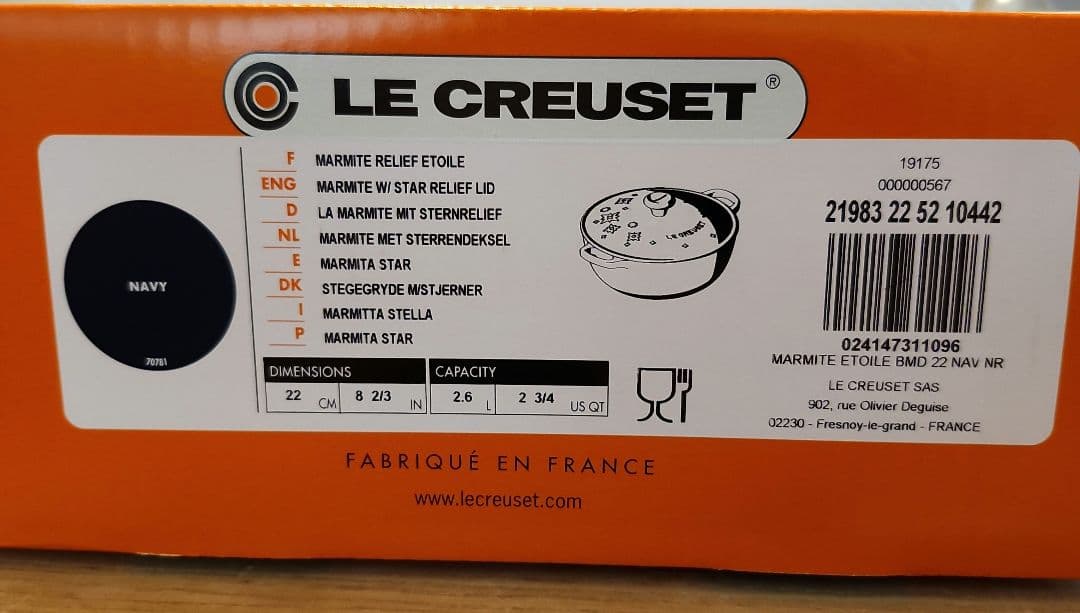 LE CREUSET ®
NAVY
70781
F MARMITE RELIEF ETOILE
ENG MARMITE W/ STAR RELIEF LID
D LA MARMITE MIT STERNRELIEF
NL MARMITE MET STERRENDEKSEL
E MARMITA STAR
DK STEGEGRYDE M/STJERNER
I MARMITTA STELLA
P MARMITA STAR
DIMENSIONS
22 CM 8 2/3 IN
CAPACITY
2.6 L 2 3/4 US QT
LE CREUSET
19175
000000567
21983 22 52 10442
024147311096
MARMITE ETOILE BMD 22 NAV NR
LE CREUSET SAS
902, rue Olivier Deguise
02230 - Fresnoy-le-grand - FRANCE
FABRIQUÉ EN FRANCE
www.lecreuset.com